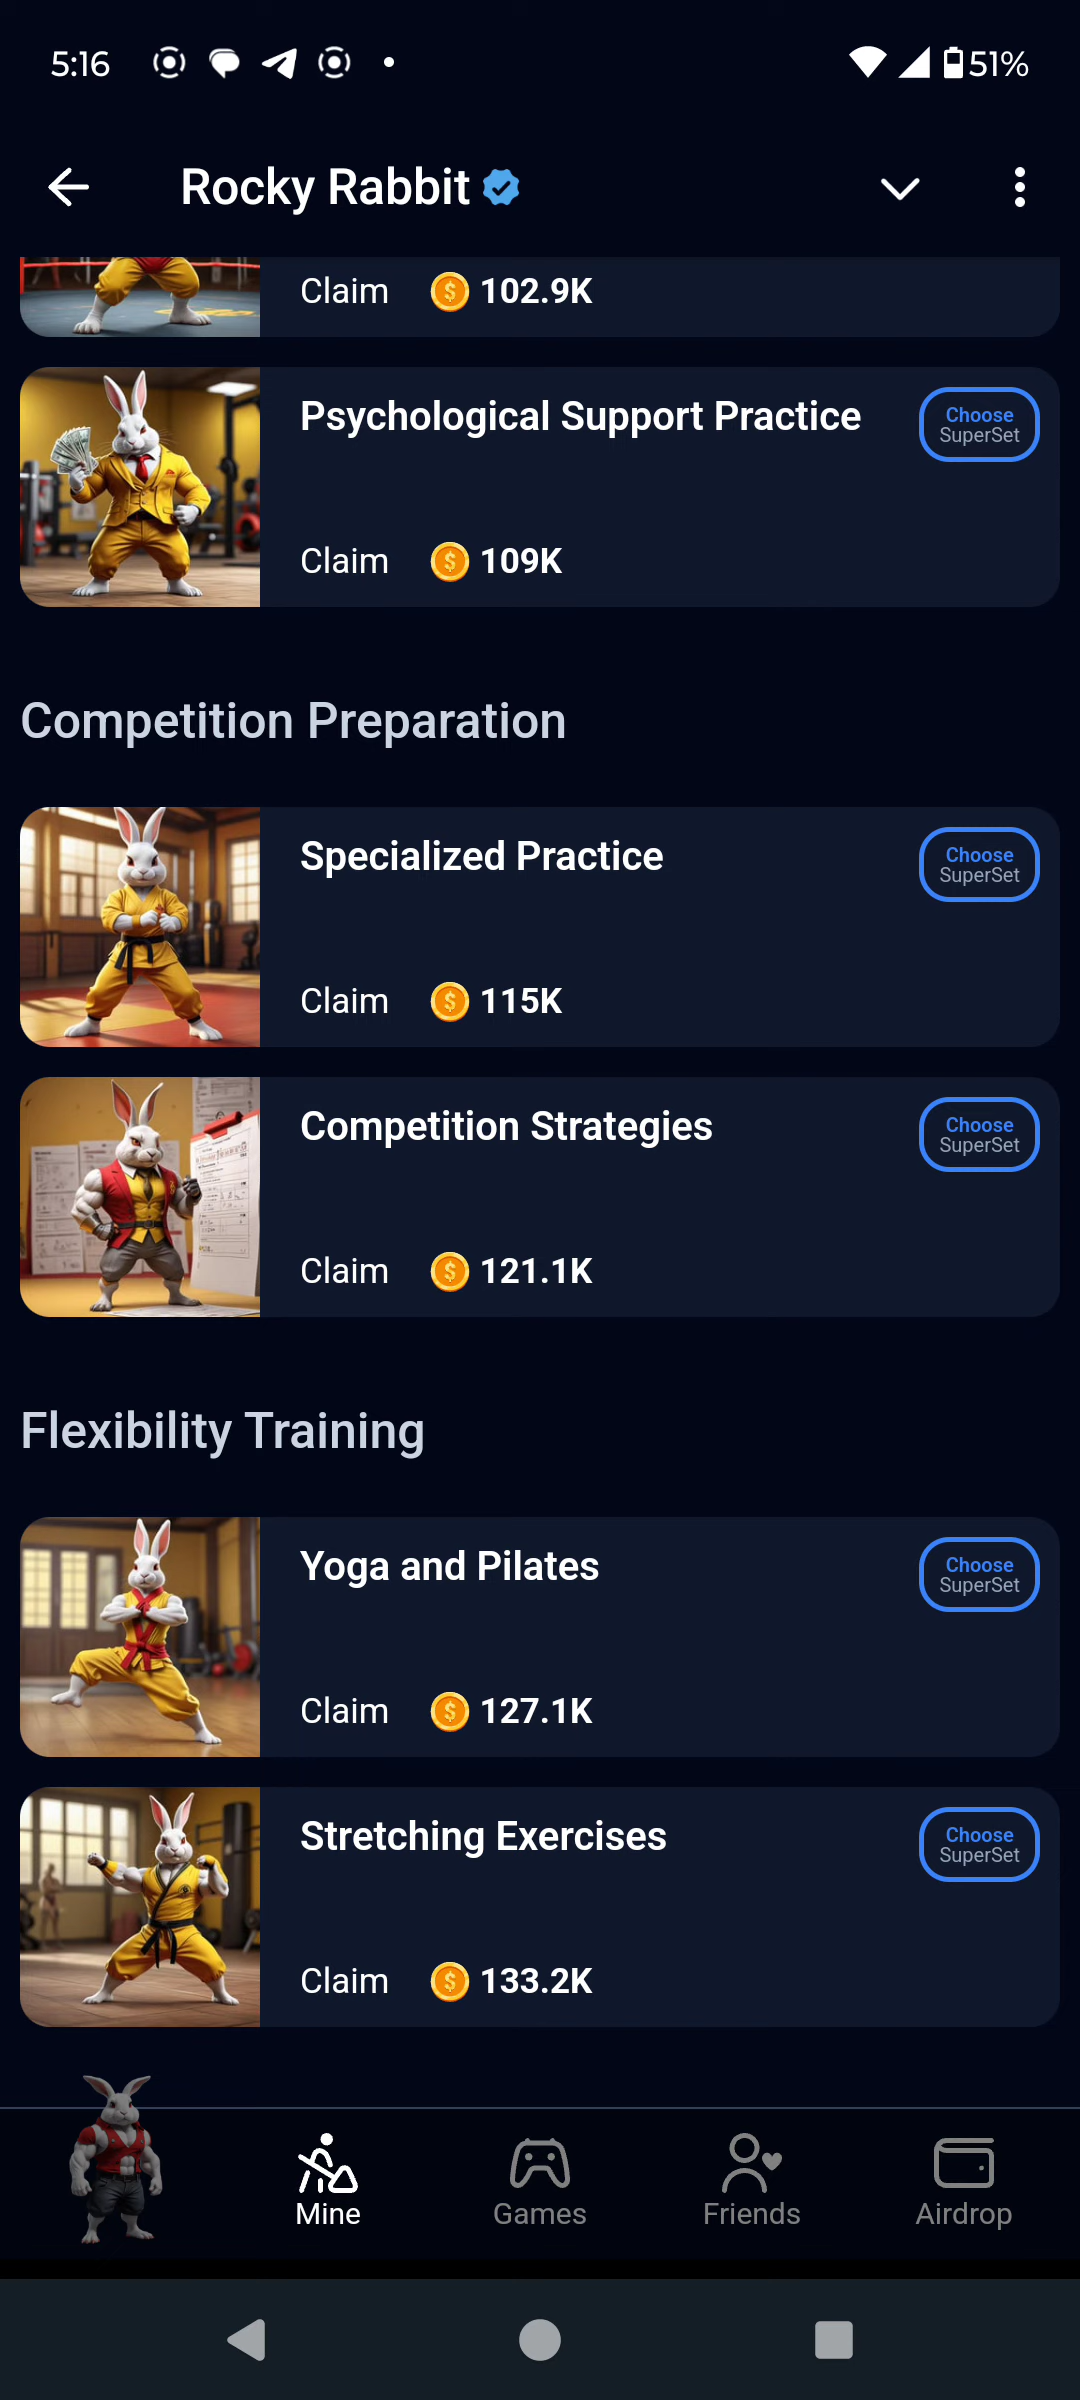 5:16
51%
Rocky Rabbit
Claim 102.9K
Psychological Support Practice
Choose
SuperSet
Claim 109K
Competition Preparation
Specialized Practice
Choose
SuperSet
Claim 115K
Competition Strategies
Choose
SuperSet
Claim 121.1K
Flexibility Training
Yoga and Pilates
Choose
SuperSet
Claim 127.1K
Stretching Exercises
Choose
SuperSet
Claim 133.2K
Mine
Games
Friends
Airdrop